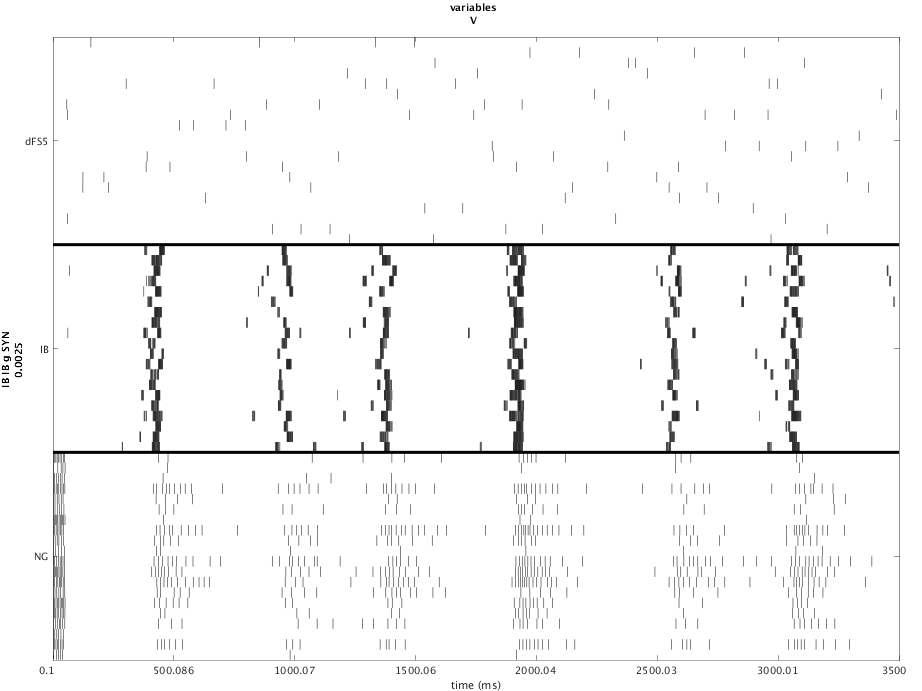 variables
V
dFS5
IB
NG
IB IB g SYN
0.0025
0.1 500.086 1000.07 1500.06 2000.04 2500.03 3000.01 3500
time (ms)